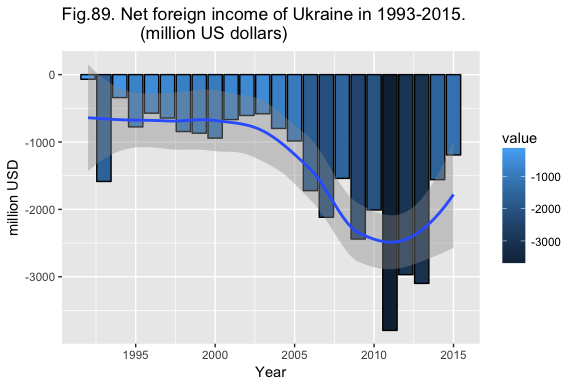 Fig.89. Net foreign income of Ukraine in 1993-2015.
(million US dollars)
0
-1000
-2000
-3000
million USD
1995
2000
2005
2010
2015
Year
value
-1000
-2000
-3000